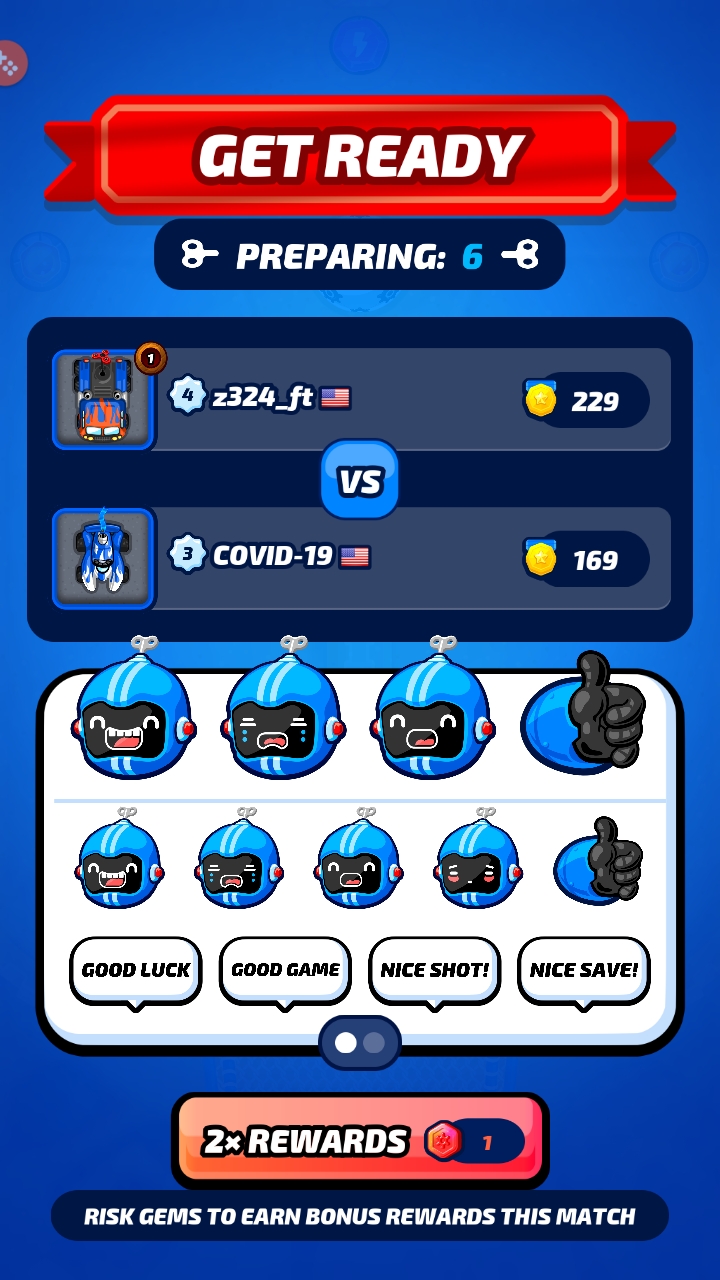 GET READY
PREPARING: 6
1
4 z324_ft 229
VS
3 COVID-19 169
GOOD LUCK GOOD GAME NICE SHOT! NICE SAVE!
2x REWARDS 1
RISK GEMS TO EARN BONUS REWARDS THIS MATCH